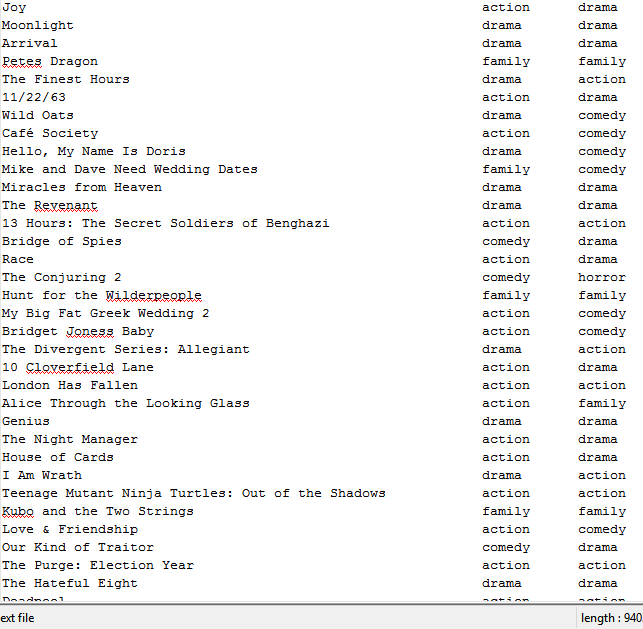 Joy action drama
Moonlight drama drama
Arrival drama drama
Petes Dragon family family
The Finest Hours drama action
11/22/63 action drama
Wild Oats drama comedy
Café Society action comedy
Hello, My Name Is Doris drama comedy
Mike and Dave Need Wedding Dates family comedy
Miracles from Heaven drama drama
The Revenant drama drama
13 Hours: The Secret Soldiers of Benghazi action action
Bridge of Spies comedy drama
Race action drama
The Conjuring 2 comedy horror
Hunt for the Wilderpeople family family
My Big Fat Greek Wedding 2 action comedy
Bridget Joness Baby action comedy
The Divergent Series: Allegiant drama action
10 Cloverfield Lane action drama
London Has Fallen action action
Alice Through the Looking Glass action family
Genius drama drama
The Night Manager action drama
House of Cards action drama
I Am Wrath drama action
Teenage Mutant Ninja Turtles: Out of the Shadows action action
Kubo and the Two Strings family family
Love & Friendship action comedy
Our Kind of Traitor comedy drama
The Purge: Election Year action action
The Hateful Eight drama drama
Deadpool action action
ext file length : 940